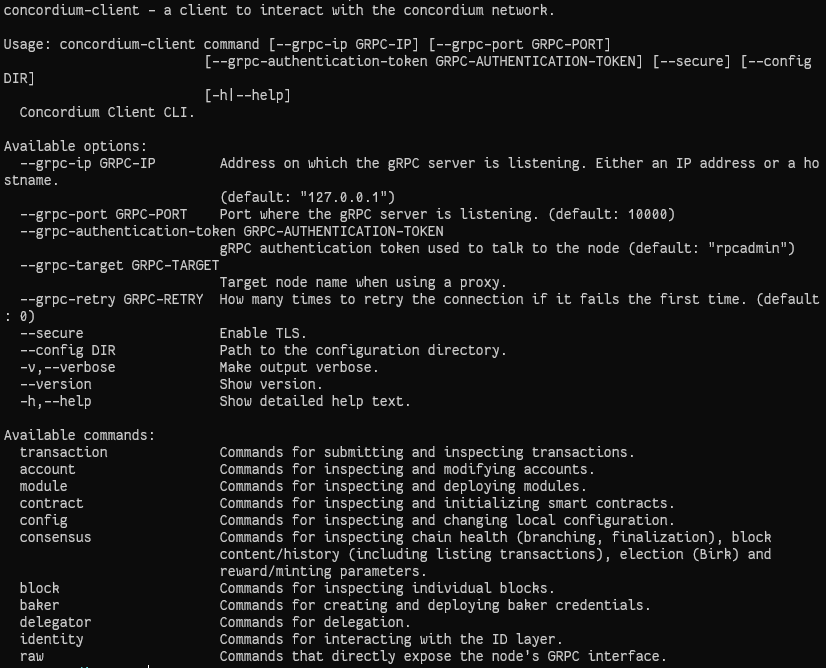 concordium-client - a client to interact with the concordium network.
Usage: concordium-client command [--grpc-ip GRPC-IP] [--grpc-port GRPC-PORT]
[--grpc-authentication-token GRPC-AUTHENTICATION-TOKEN] [--secure] [--config
DIR]
[-h|--help]
Concordium Client CLI.
Available options:
--grpc-ip GRPC-IP Address on which the gRPC server is listening. Either an IP address or a ho
stname.
(default: "127.0.0.1")
--grpc-port GRPC-PORT Port where the gRPC server is listening. (default: 10000)
--grpc-authentication-token GRPC-AUTHENTICATION-TOKEN
gRPC authentication token used to talk to the node (default: "rpcadmin")
--grpc-target GRPC-TARGET
Target node name when using a proxy.
--grpc-retry GRPC-RETRY How many times to retry the connection if it fails the first time. (default
: 0)
--secure Enable TLS.
--config DIR Path to the configuration directory.
-v,--verbose Make output verbose.
--version Show version.
-h,--help Show detailed help text.
Available commands:
transaction Commands for submitting and inspecting transactions.
account Commands for inspecting and modifying accounts.
module Commands for inspecting and deploying modules.
contract Commands for inspecting and initializing smart contracts.
config Commands for inspecting and changing local configuration.
consensus Commands for inspecting chain health (branching, finalization), block
content/history (including listing transactions), election (Birk) and
reward/minting parameters.
block Commands for inspecting individual blocks.
baker Commands for creating and deploying baker credentials.
delegator Commands for delegation.
identity Commands for interacting with the ID layer.
raw Commands that directly expose the node's GRPC interface.